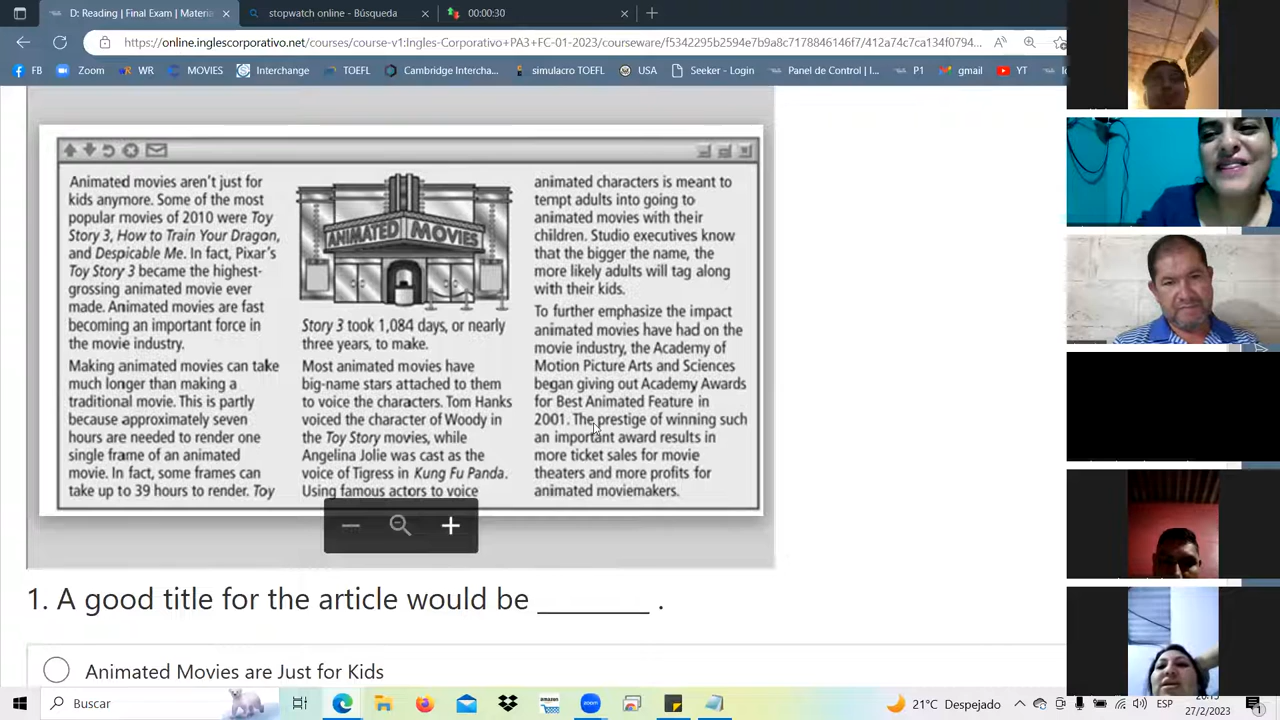 D: Reading | Final Exam | Materi
stopwatch online - Búsqueda
00:00:30
https://online.inglescorporativo.net/courses/course-v1:Ingles-Corporativo+PA3+FC-01-2023/courseware/f5342295b2594e7b9a8c7178846146f7/412a74c7ca134f0794...
FB
Zoom
WR
MOVIES
Interchange
TOEFL
Cambridge Intercha...
simulacro TOEFL
USA
Seeker - Login
Panel de Control | I...
P1
gmail
YT
Animated movies aren't just for
kids anymore. Some of the most
popular movies of 2010 were Toy
Story 3, How to Train Your Dragon,
and Despicable Me. In fact, Pixar's
Toy Story 3 became the highest-
grossing animated movie ever
made. Animated movies are fast
becoming an important force in
the movie industry.
Making animated movies can take
much longer than making a
traditional movie. This is partly
because approximately seven
hours are needed to render one
single frame of an animated
movie. In fact, some frames can
take up to 39 hours to render. Toy
ANIMATED MOVIES
Story 3 took 1,084 days, or nearly
three years, to make.
Most animated movies have
big-name stars attached to them
to voice the characters. Tom Hanks
voiced the character of Woody in
the Toy Story movies, while
Angelina Jolie was cast as the
voice of Tigress in Kung Fu Panda.
Using famous actors to voice
animated characters is meant to
tempt adults into going to
animated movies with their
children. Studio executives know
that the bigger the name, the
more likely adults will tag along
with their kids.
To further emphasize the impact
animated movies have had on the
movie industry, the Academy of
Motion Picture Arts and Sciences
began giving out Academy Awards
for Best Animated Feature in
2001. The prestige of winning such
an important award results in
more ticket sales for movie
theaters and more profits for
animated moviemakers.
1. A good title for the article would be ________ .
Animated Movies are Just for Kids
Buscar
21°C Despejado
ESP
27/2/2023